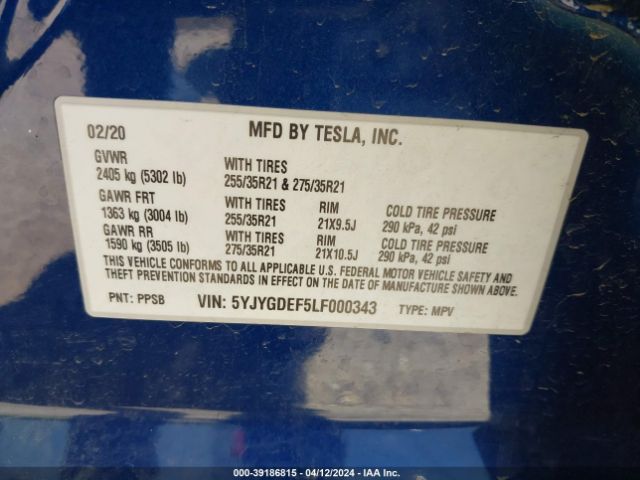 02/20 MFD BY TESLA, INC.
GVWR WITH TIRES
2405 kg (5302 lb) 255/35R21 & 275/35R21
GAWR FRT WITH TIRES RIM COLD TIRE PRESSURE
1363 kg (3004 lb) 255/35R21 21X9.5J 290 kPa, 42 psi
GAWR RR WITH TIRES RIM COLD TIRE PRESSURE
1590 kg (3505 lb) 275/35R21 21X10.5J 290 kPa, 42 psi
THIS VEHICLE CONFORMS TO ALL APPLICABLE U.S. FEDERAL MOTOR VEHICLE SAFETY AND
THEFT PREVENTION STANDARDS IN EFFECT ON THE DATE OF MANUFACTURE SHOWN ABOVE.
PNT: PPSB VIN: 5YJYGDEF5LF000343 TYPE: MPV
000-39186815 - 04/12/2024 - IAA Inc.